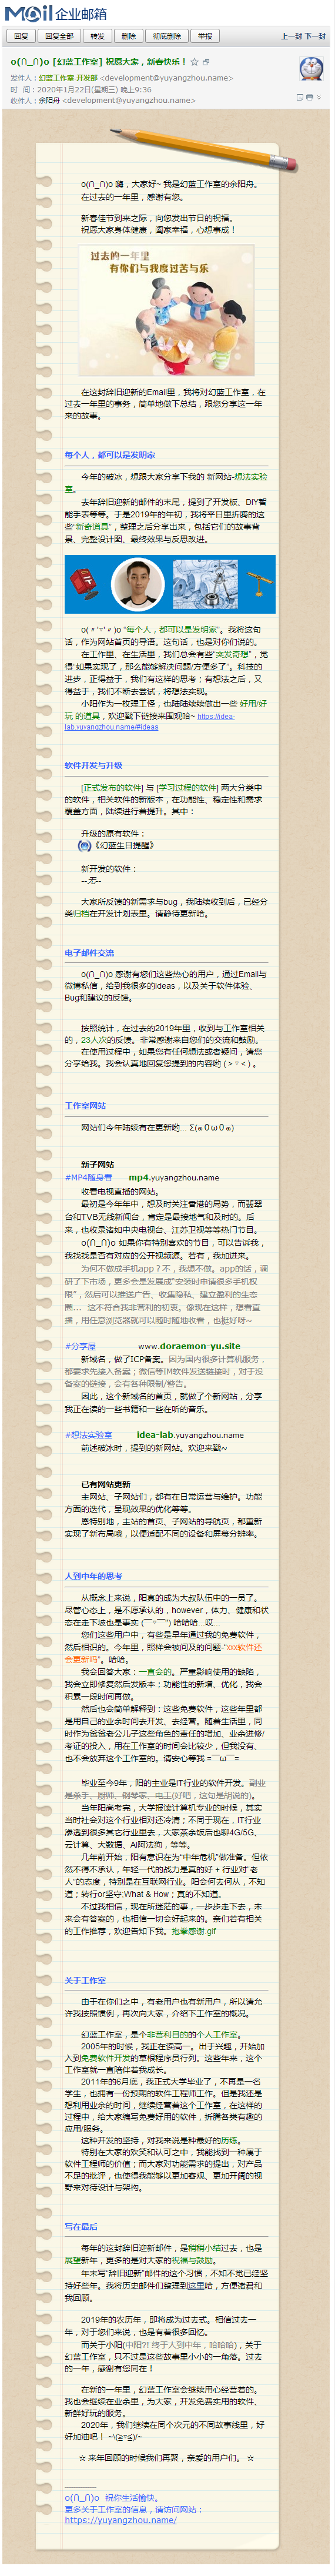 Mail 企业邮箱
回复 回复全部 转发 删除 彻底删除 举报 上一封 下一封
o(∩_∩)o [幻蓝工作室] 祝愿大家，新春快乐！
发件人：幻蓝工作室-开发部 <development@yuyangzhou.name>
时 间：2020年1月22日(星期三) 晚上9:36
收件人：余阳舟 <development@yuyangzhou.name>
o(∩_∩)o 嗨，大家好~ 我是幻蓝工作室的余阳舟。
在过去的一年里，感谢有您。
新春佳节到来之际，向您发出节日的祝福。
祝愿大家身体健康，阖家幸福，心想事成！
过去的一年里
有你们与我度过苦与乐
在这封辞旧迎新的Email里，我将对幻蓝工作室，在
过去一年里的事务，简单地做下总结，跟您分享这一年
来的故事。
每个人，都可以是发明家
今年的破冰，想跟大家分享下我的 新网站-想法实验
室。
去年辞旧迎新的邮件的末尾，提到了开发板、DIY智
能手表等等。于是2019年的年初，我将平日里折腾的这
些“新奇道具”，整理之后分享出来，包括它们的故事背
景、完整设计图、最终效果与反思改进。
“每个人，都可以是发明家”。我将这句
话，作为网站首页的导语。这句话，也是对你们说的。
在工作里、在生活里，我们总会有些“突发奇想”，觉
得“如果实现了，那么能够解决问题/方便多了”。科技的
进步，正得益于，我们有这样的思考；有想法之后，又
得益于，我们不断去尝试，将想法实现。
小阳作为一枚理工怪，也陆陆续续做出一些 好用/好
玩 的道具，欢迎戳下链接来围观哈~ https://idea-
lab.yuyangzhou.name/#ideas
软件开发与升级
[正式发布的软件] 与 [学习过程的软件] 两大分类中
的软件，相关软件的新版本，在功能性、稳定性和需求
覆盖方面，陆续进行着提升。其中：
升级的原有软件：
《幻蓝生日提醒》
新开发的软件：
--无--
大家所反馈的新需求与bug，我陆续收到后，已经分
类归档在开发计划表里。请静待更新哈。
电子邮件交流
o(∩_∩)o 感谢有您们这些热心的用户，通过Email与
微博私信，给到我很多的Ideas，以及关于软件体验、
Bug和建议的反馈。
按照统计，在过去的2019年里，收到与工作室相关
的，23人次的反馈。非常感谢来自您们的交流和鼓励。
在使用过程中，如果您有任何想法或者疑问，请您
分享给我。我会认真地回复您提到的内容哟 (＞▽＜) 。
工作室网站
网站们今年陆续有在更新哟...
新子网站
#MP4随身看 mp4.yuyangzhou.name
收看电视直播的网站。
最初是今年年中，想及时关注香港的局势，而翡翠
台和TVB无线新闻台，肯定是最接地气和及时的。后
来，也收录诸如中央电视台、江苏卫视等等热门节目。
o(∩_∩)o 如果你有特别喜欢的节目，可以告诉我，
我找找是否有对应的公开视频源。若有，我加进来。
为何不做成手机app？不，我想不做。app的话，调
研了下市场，更多会是发展成“安装时申请很多手机权
限”，然后可以推送广告、收集隐私、建立盈利的生态
圈... 这不符合我非营利的初衷。像现在这样，想看直
播，用任意浏览器就可以随时随地收看，也挺好呀~
#分享屋 www.doraemon-yu.site
新域名，做了ICP备案。因为国内很多计算机服务，
都要求先接入备案；微信等IM软件发送链接时，对于没
备案的链接，会有各种限制/警告。
因此，这个新域名的首页，就做了个新网站，分享
我正在读的一些书籍和一些在听的音乐。
#想法实验室 idea-lab.yuyangzhou.name
前述破冰时，提到的新网站。欢迎来戳~
已有网站更新
主网站、子网站们，都有在日常运营与维护。功能
方面的迭代，呈现效果的优化等等。
恩特别地，主站的首页、子网站的导航页，都重新
实现了新布局哦，以便适配不同的设备和屏幕分辨率。
人到中年的思考
从概念上来说，阳真的成为大叔队伍中的一员了。
尽管心态上，是不愿承认的，however，体力、健康和状
态在走下坡也是事实 哈哈哈...哎...
您们这些用户中，有些是早年通过我的免费软件，
然后相识的。今年里，照样会被问及的问题-“xxx软件还
会更新吗”。哈哈。
我会回答大家：一直会的。严重影响使用的缺陷，
我会立即修复然后发版本；功能性的新增、优化，我会
积累一段时间再做。
然后也会简单解释到：这些免费软件，这些年里都
是用自己的业余时间去开发、去经营。随着生活里，同
时作为爸爸老公儿子这些角色的责任的增加、业余进修/
考证的投入，用在工作室的时间会比较少，但我没有、
也不会放弃这个工作室的。请安心等我
毕业至今9年，阳的主业是IT行业的软件开发。副业
是杀手、厨师、钢琴家、电工(好吧，这句是胡说的)。
当年阳高考完，大学报读计算机专业的时候，其实
当时社会对这个行业相对还冷清；不同于现在，IT行业
渗透到很多其它行业里去，大家茶余饭后也聊4G/5G、
云计算、大数据、AI阿法狗，等等。
几年前开始，阳有意识在为“中年危机”做准备。但依
然不得不承认，年轻一代的战力是真的好 + 行业对“老
人”的态度，特别是在互联网行业。阳会何去何从，不知
道；转行or坚守,What & How；真的不知道。
不过我相信，现在所迷茫的事，一步步走下去，未
来会有答案的，也相信一切会好起来的。亲们若有相关
的工作推荐，欢迎告知下我。抱拳感谢.gif
关于工作室
由于在你们之中，有老用户也有新用户，所以请允
许我按照惯例，再次向大家，介绍下工作室的概况。
幻蓝工作室，是个非营利目的的个人工作室。
2005年的时候，我正在读高一。出于兴趣，开始加
入到免费软件开发的草根程序员行列。这些年来，这个
工作室就一直陪伴着我成长。
2011年的6月底，我正式大学毕业了，不再是一名
学生，也拥有一份预期的软件工程师工作。但是我还是
想利用业余的时间，继续经营着这个工作室，在这样的
过程中，给大家编写免费好用的软件，折腾各类有趣的
应用/服务。
这种开发的坚持，对我来说是种最好的历练。
特别在大家的欢笑和认可之中，我能找到一种属于
软件工程师的价值；而大家对功能需求的提出，对产品
不足的批评，也使得我能够以更加客观、更加开阔的视
野来对待设计与架构。
写在最后
每年的这封辞旧迎新邮件，是稍稍小结过去，也是
展望新年，更多的是对大家的祝福与鼓励。
年末写“辞旧迎新”邮件的这个习惯，不知不觉已经坚
持好些年。我将历史邮件们整理到这里哈，方便诸君和
我回顾。
2019年的农历年，即将成为过去式。相信过去一
年，对于您们来说，也是有着很多回忆。
而关于小阳(中阳?! 终于人到中年，哈哈哈)，关于
幻蓝工作室，只不过是这些故事里小小的一角落。过去
的一年，感谢有您同在！
在新的一年里，幻蓝工作室会继续用心经营着的。
我也会继续在业余里，为大家，开发免费实用的软件、
新鲜好玩的服务。
2020年，我们继续在同个次元的不同故事线里，好
好加油吧！ ~\(≧▽≦)/~
☆ 来年回顾的时候我们再聚，亲爱的用户们。 ☆
o(∩_∩)o 祝你生活愉快。
更多关于工作室的信息，请访问网站：
https://yuyangzhou.name/